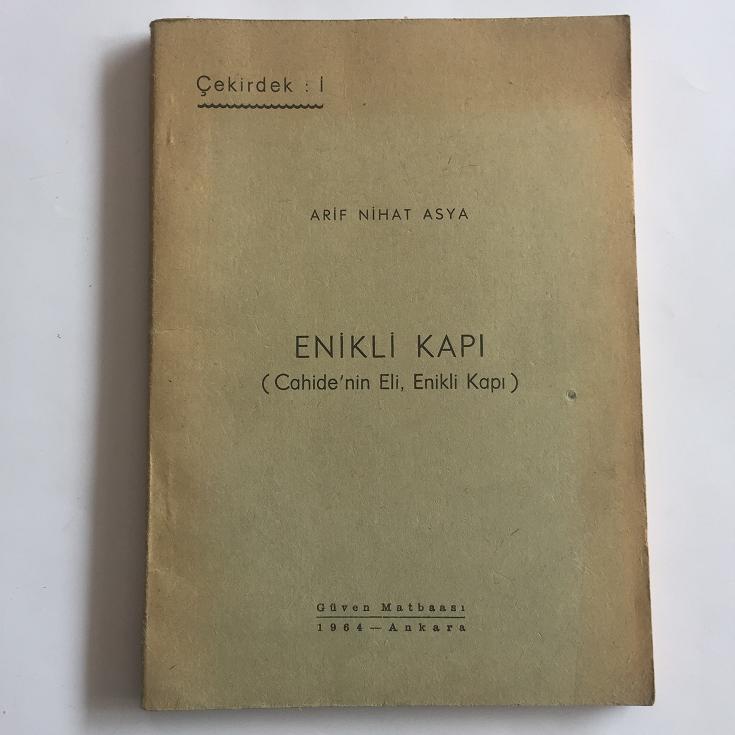 Çekirdek : İ
ARİF NİHAT ASYA
ENİKLİ KAPI
(Cahide'nin Eli, Enikli Kapı)
Güven Matbaası
1964 — Ankara